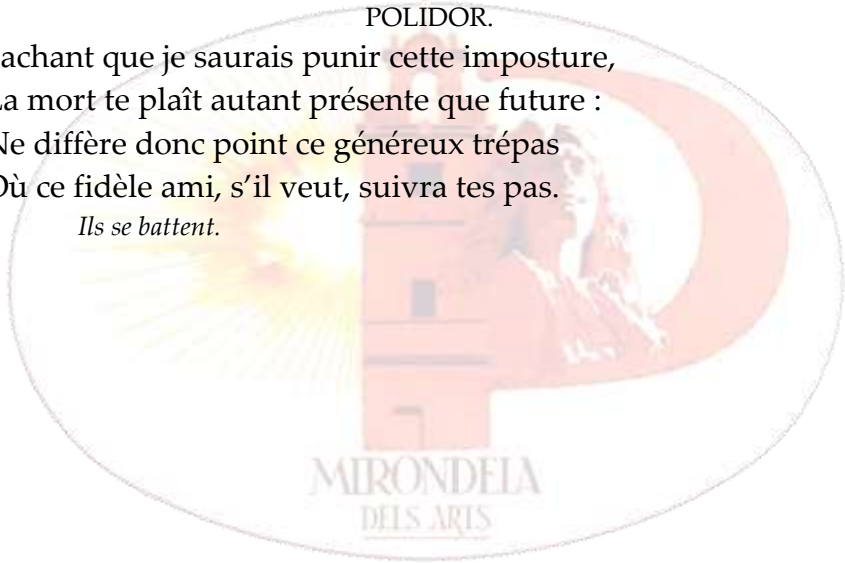 POLIDOR.
achant que je saurais punir cette imposture,
La mort te plaît autant présente que future :
Ne diffère donc point ce généreux trépas
Où ce fidèle ami, s’il veut, suivra tes pas.
Ils se battent.
MIRONDELA
DELS ARTS